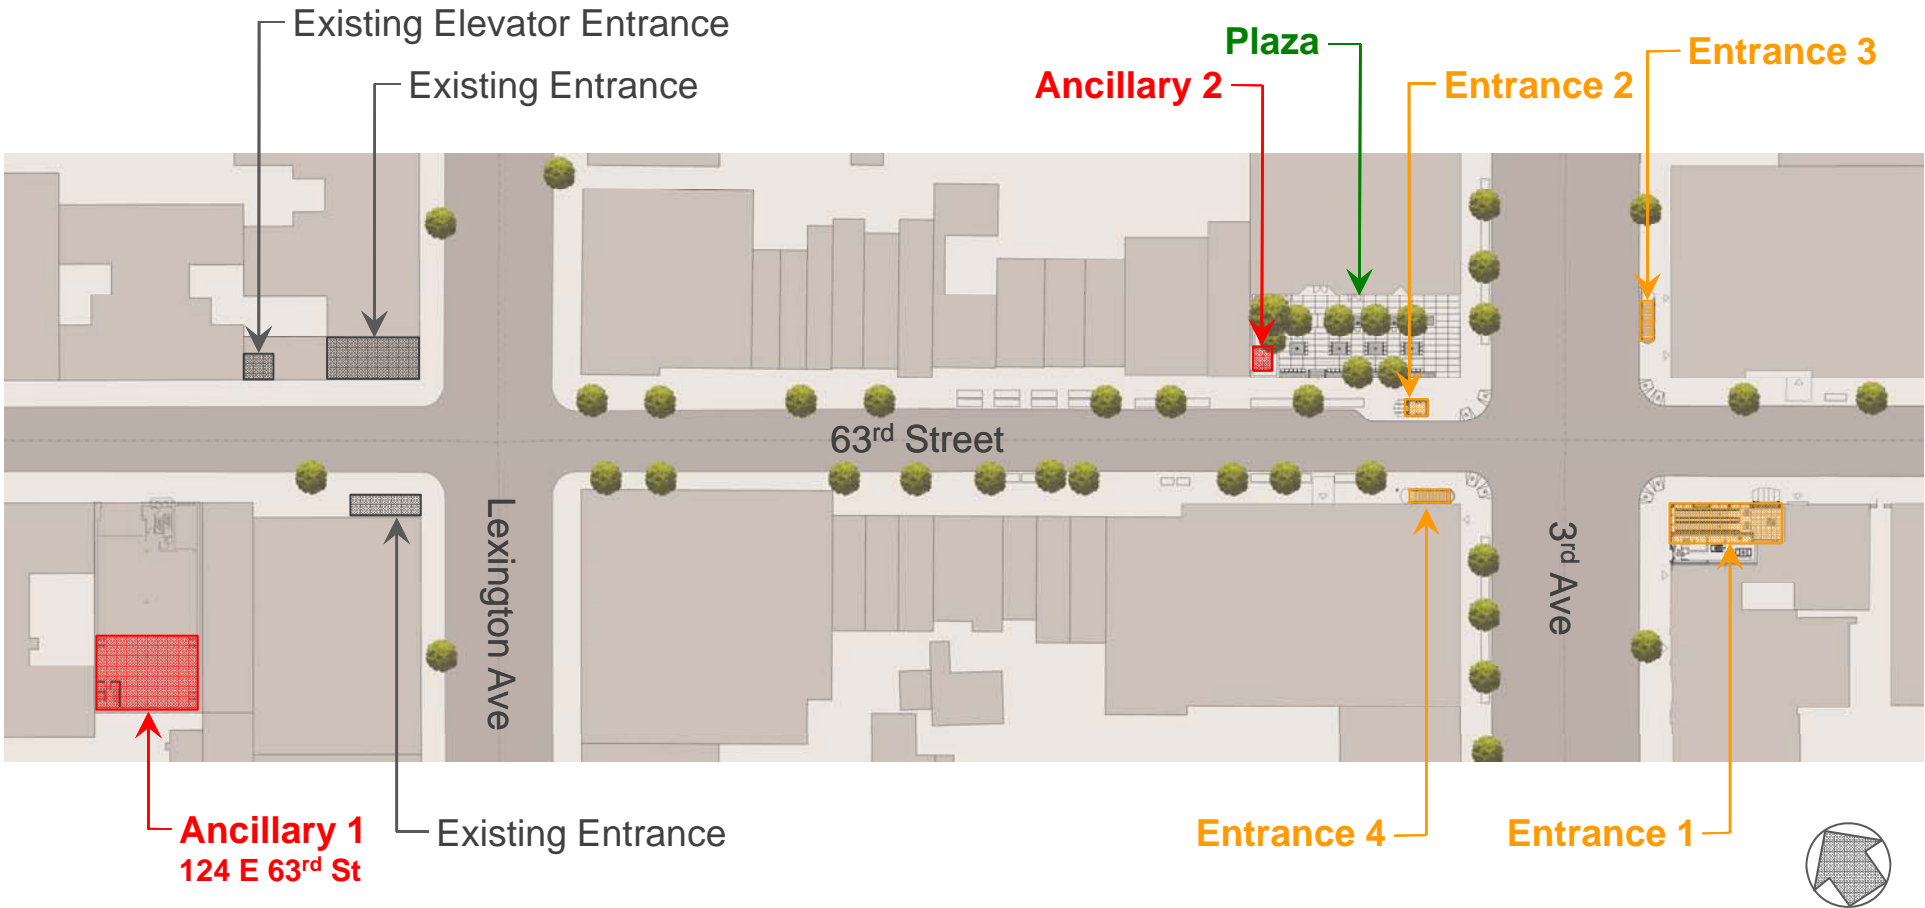 Existing Elevator Entrance
Existing Entrance
Plaza
Ancillary 2
Entrance 2
Entrance 3
63rd Street
Lexington Ave
3rd Ave
Ancillary 1
124 E 63rd St
Existing Entrance
Entrance 4
Entrance 1